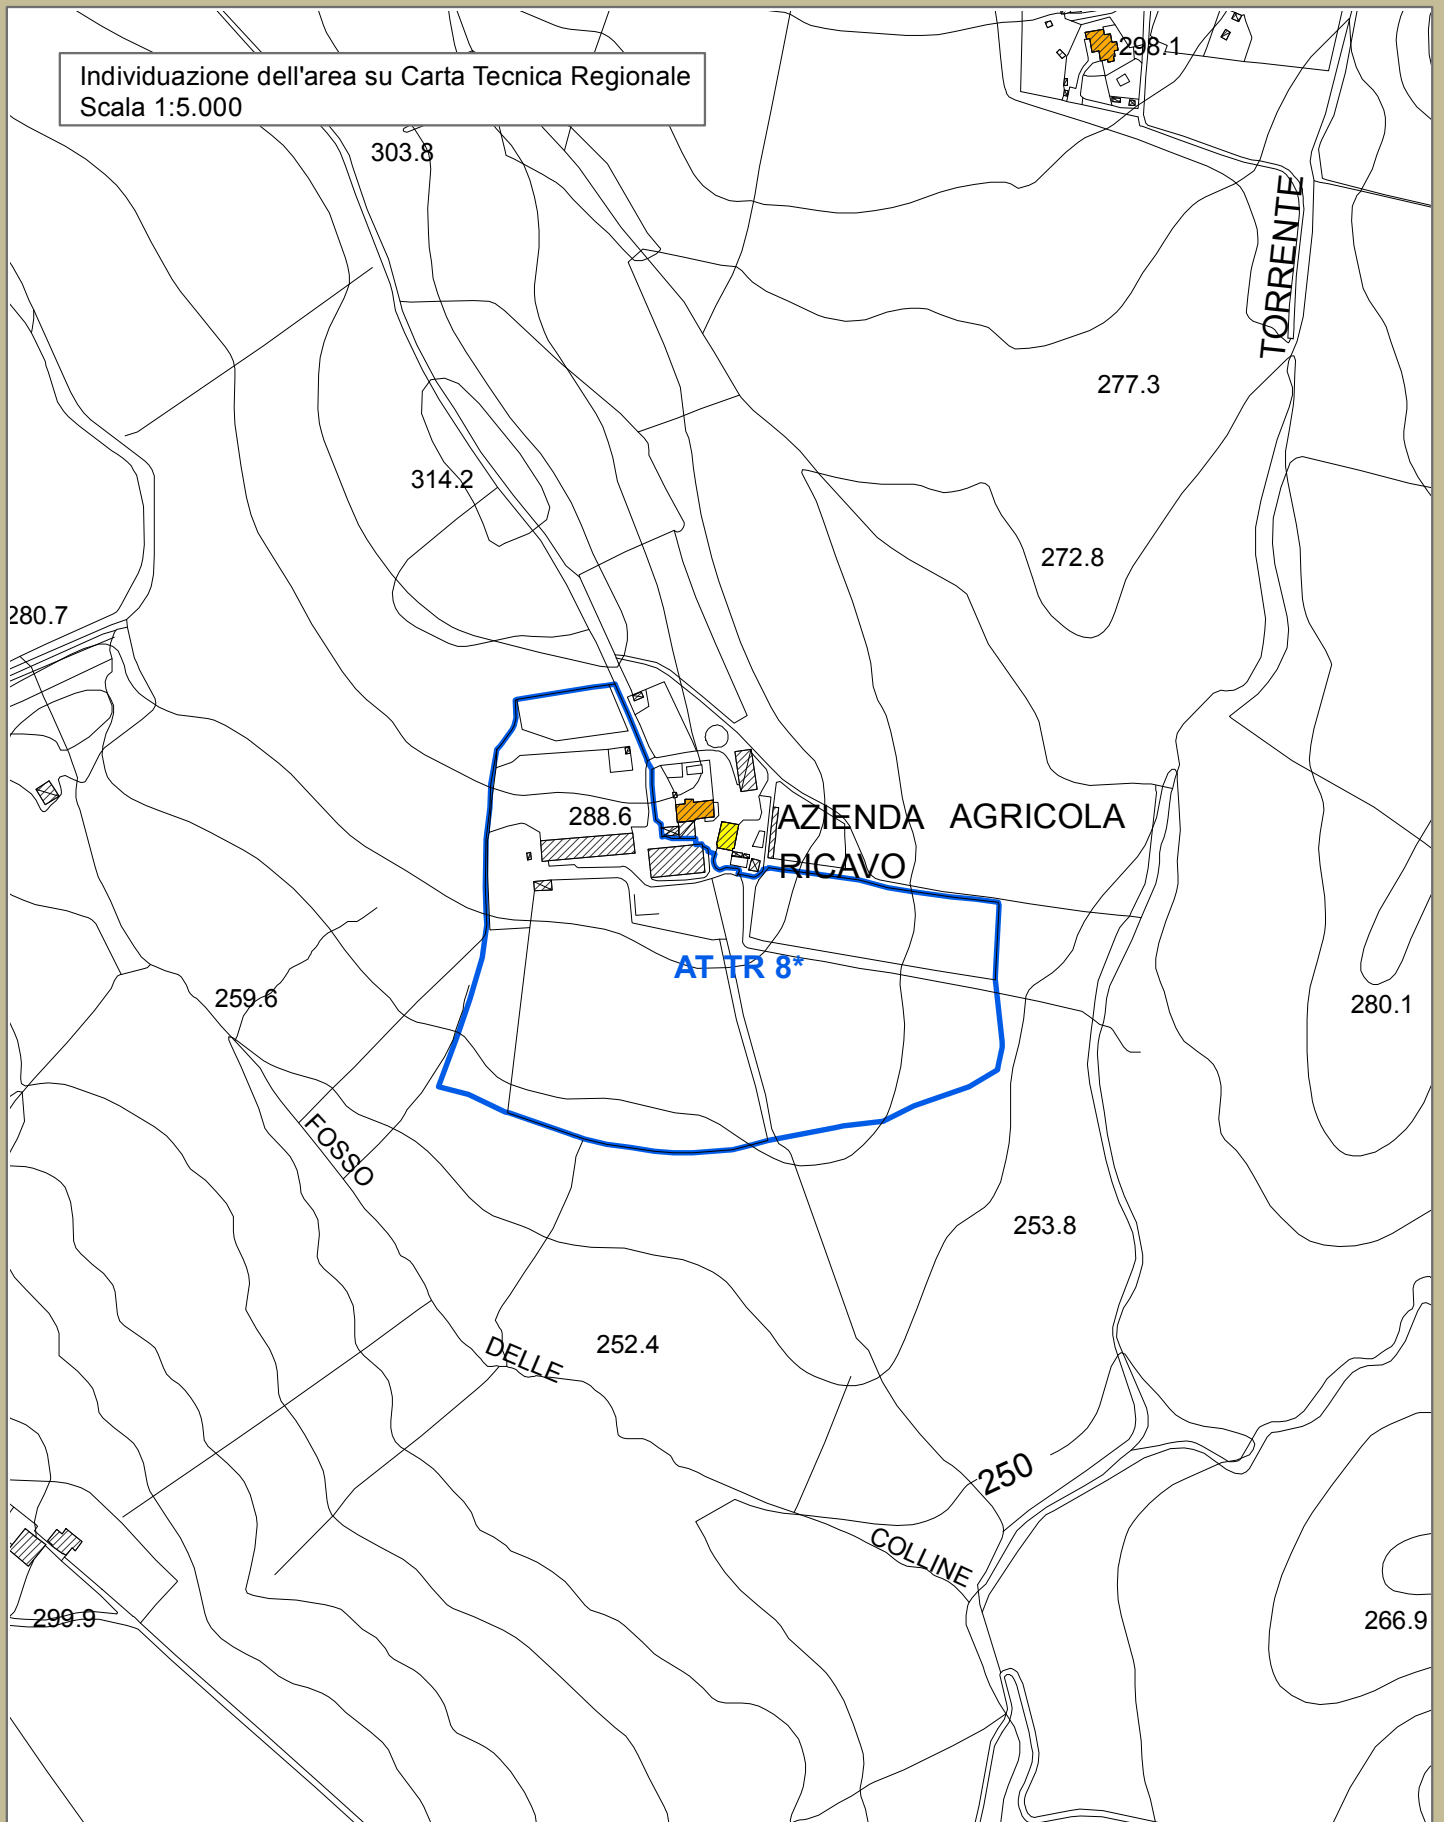 Individuazione dell'area su Carta Tecnica Regionale
Scala 1:5.000
298.1
303.8
TORRENTE
277.3
314.2
272.8
280.7
288.6
AZIENDA AGRICOLA
RICAVO
AT TR 8*
259.6
280.1
FOSSO
253.8
252.4
DELLE
250
COLLINE
299.9
266.9